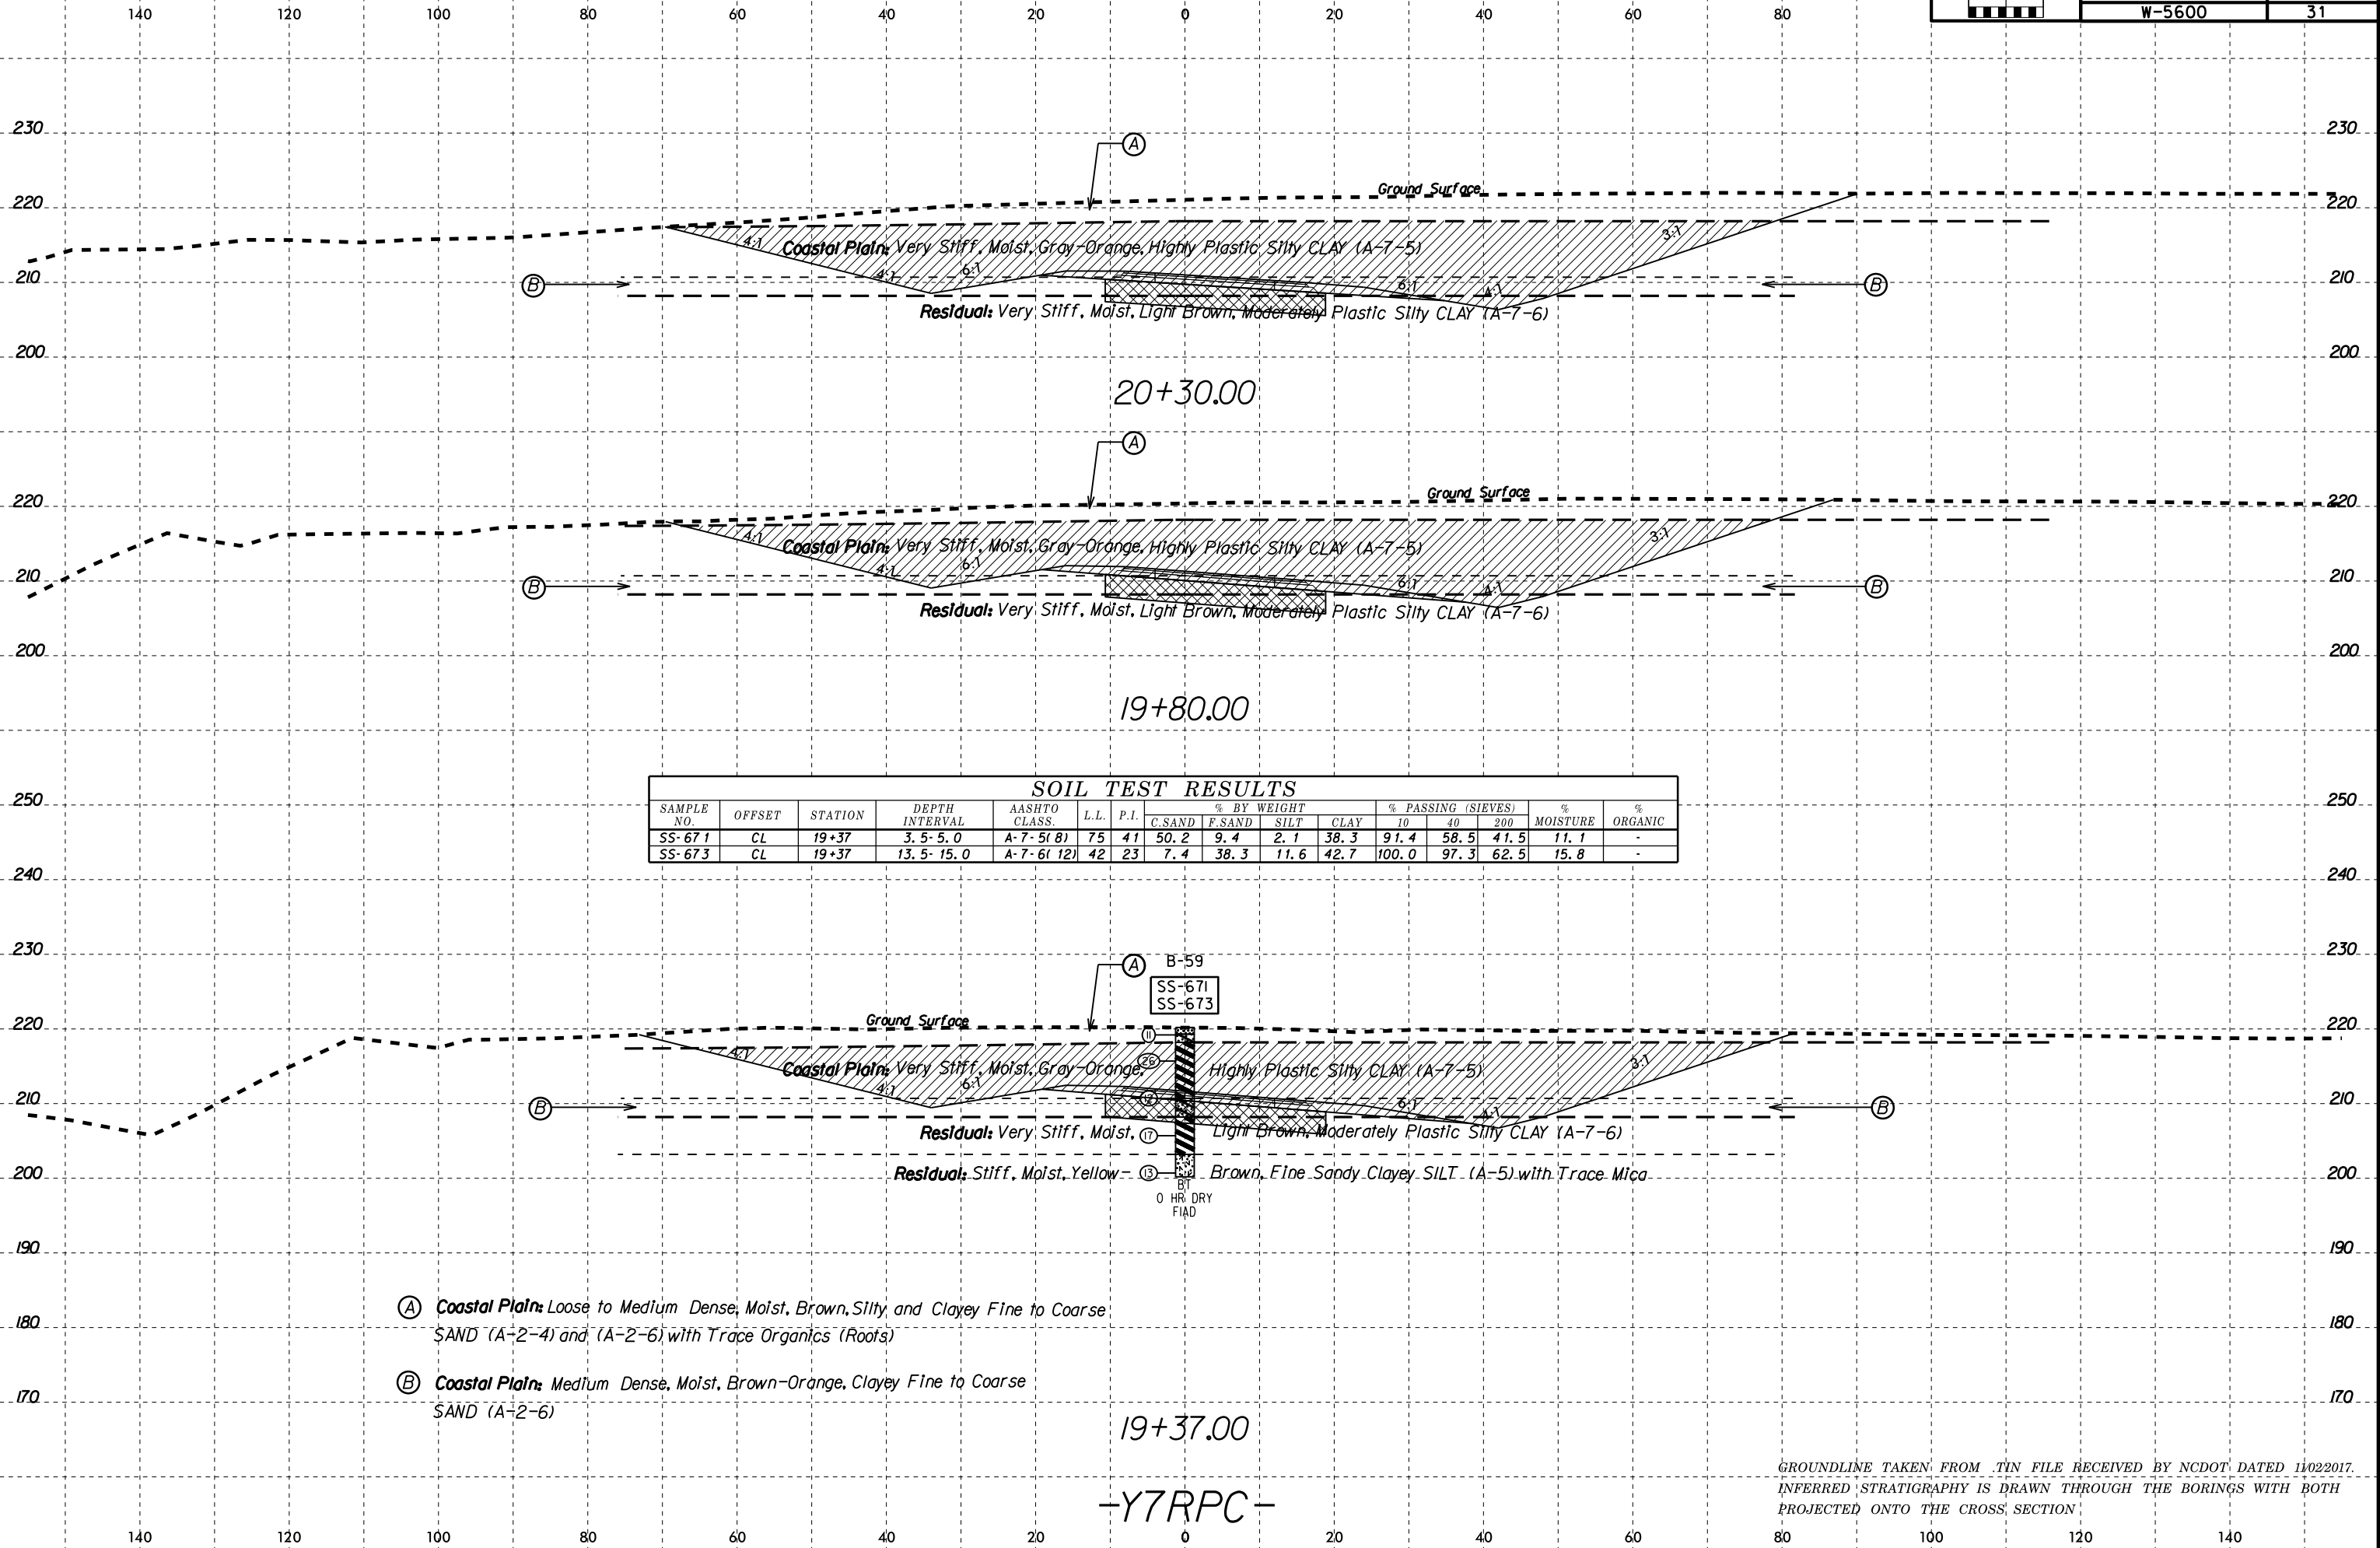 140 120 100 80 60 40 20 0 20 40 60 80
W-5600 31
230 230
A
Ground Surface
220 220
4:1 Coastal Plain: Very Stiff, Moist, Gray-Orange, Highly Plastic Silty CLAY (A-7-5) 3:1
210 4:1 6:1 210
B 6:1 4:1 B
Residual: Very Stiff, Moist, Light Brown, Moderately Plastic Silty CLAY (A-7-6)
200 200
20+30.00
A
Ground Surface
220 220
4:1 Coastal Plain: Very Stiff, Moist, Gray-Orange, Highly Plastic Silty CLAY (A-7-5) 3:1
210 4:1 6:1 210
B 6:1 4:1 B
Residual: Very Stiff, Moist, Light Brown, Moderately Plastic Silty CLAY (A-7-6)
200 200
19+80.00
SOIL TEST RESULTS
SAMPLE NO. OFFSET STATION DEPTH INTERVAL AASHTO CLASS. L.L. P.I. % BY WEIGHT % PASSING (SIEVES) % MOISTURE % ORGANIC
C.SAND F.SAND SILT CLAY 10 40 200
SS-671 CL 19+37 3.5-5.0 A-7-5(8) 75 41 50.2 9.4 2.1 38.3 91.4 58.5 41.5 11.1 -
SS-673 CL 19+37 13.5-15.0 A-7-6(12) 42 23 7.4 38.3 11.6 42.7 100.0 97.3 62.5 15.8 -
250 250
240 240
230 230
A B-59
SS-671
SS-673
Ground Surface
220 11 220
4:1 26 3:1
Coastal Plain: Very Stiff, Moist, Gray-Orange, Highly Plastic Silty CLAY (A-7-5)
4:1 6:1
210 12 6:1 4:1 210
B B
Residual: Very Stiff, Moist, 17 Light Brown, Moderately Plastic Silty CLAY (A-7-6)
200 Residual: Stiff, Moist, Yellow- 13 Brown, Fine Sandy Clayey SILT (A-5) with Trace Mica 200
BT
0 HR DRY
FIAD
190 190
A Coastal Plain: Loose to Medium Dense, Moist, Brown, Silty and Clayey Fine to Coarse
180 180
SAND (A-2-4) and (A-2-6) with Trace Organics (Roots)
B Coastal Plain: Medium Dense, Moist, Brown-Orange, Clayey Fine to Coarse
170 170
SAND (A-2-6)
19+37.00
GROUNDLINE TAKEN FROM .TIN FILE RECEIVED BY NCDOT DATED 11/02/2017.
INFERRED STRATIGRAPHY IS DRAWN THROUGH THE BORINGS WITH BOTH
PROJECTED ONTO THE CROSS SECTION
-Y7RPC-
140 120 100 80 60 40 20 0 20 40 60 80 100 120 140